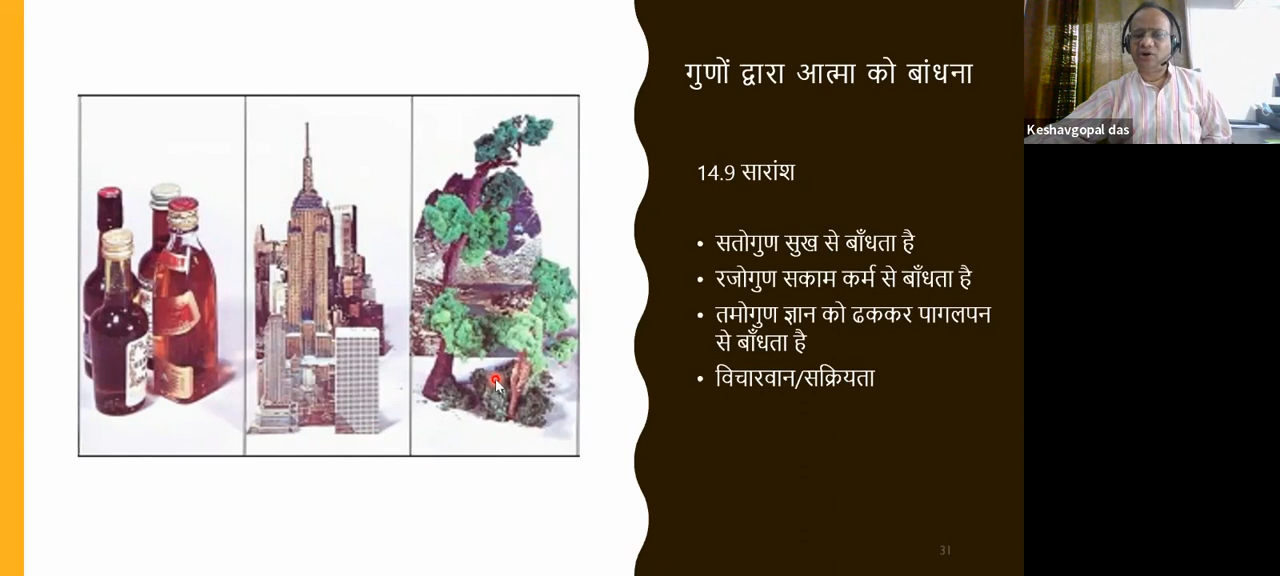 गुणों द्वारा आत्मा को बांधना
14.9 सारांश
• सतोगुण सुख से बाँधता है
• रजोगुण सकाम कर्म से बाँधता है
• तमोगुण ज्ञान को ढककर पागलपन
से बाँधता है
• विचारवान/सक्रियता
31
Keshavgopal das